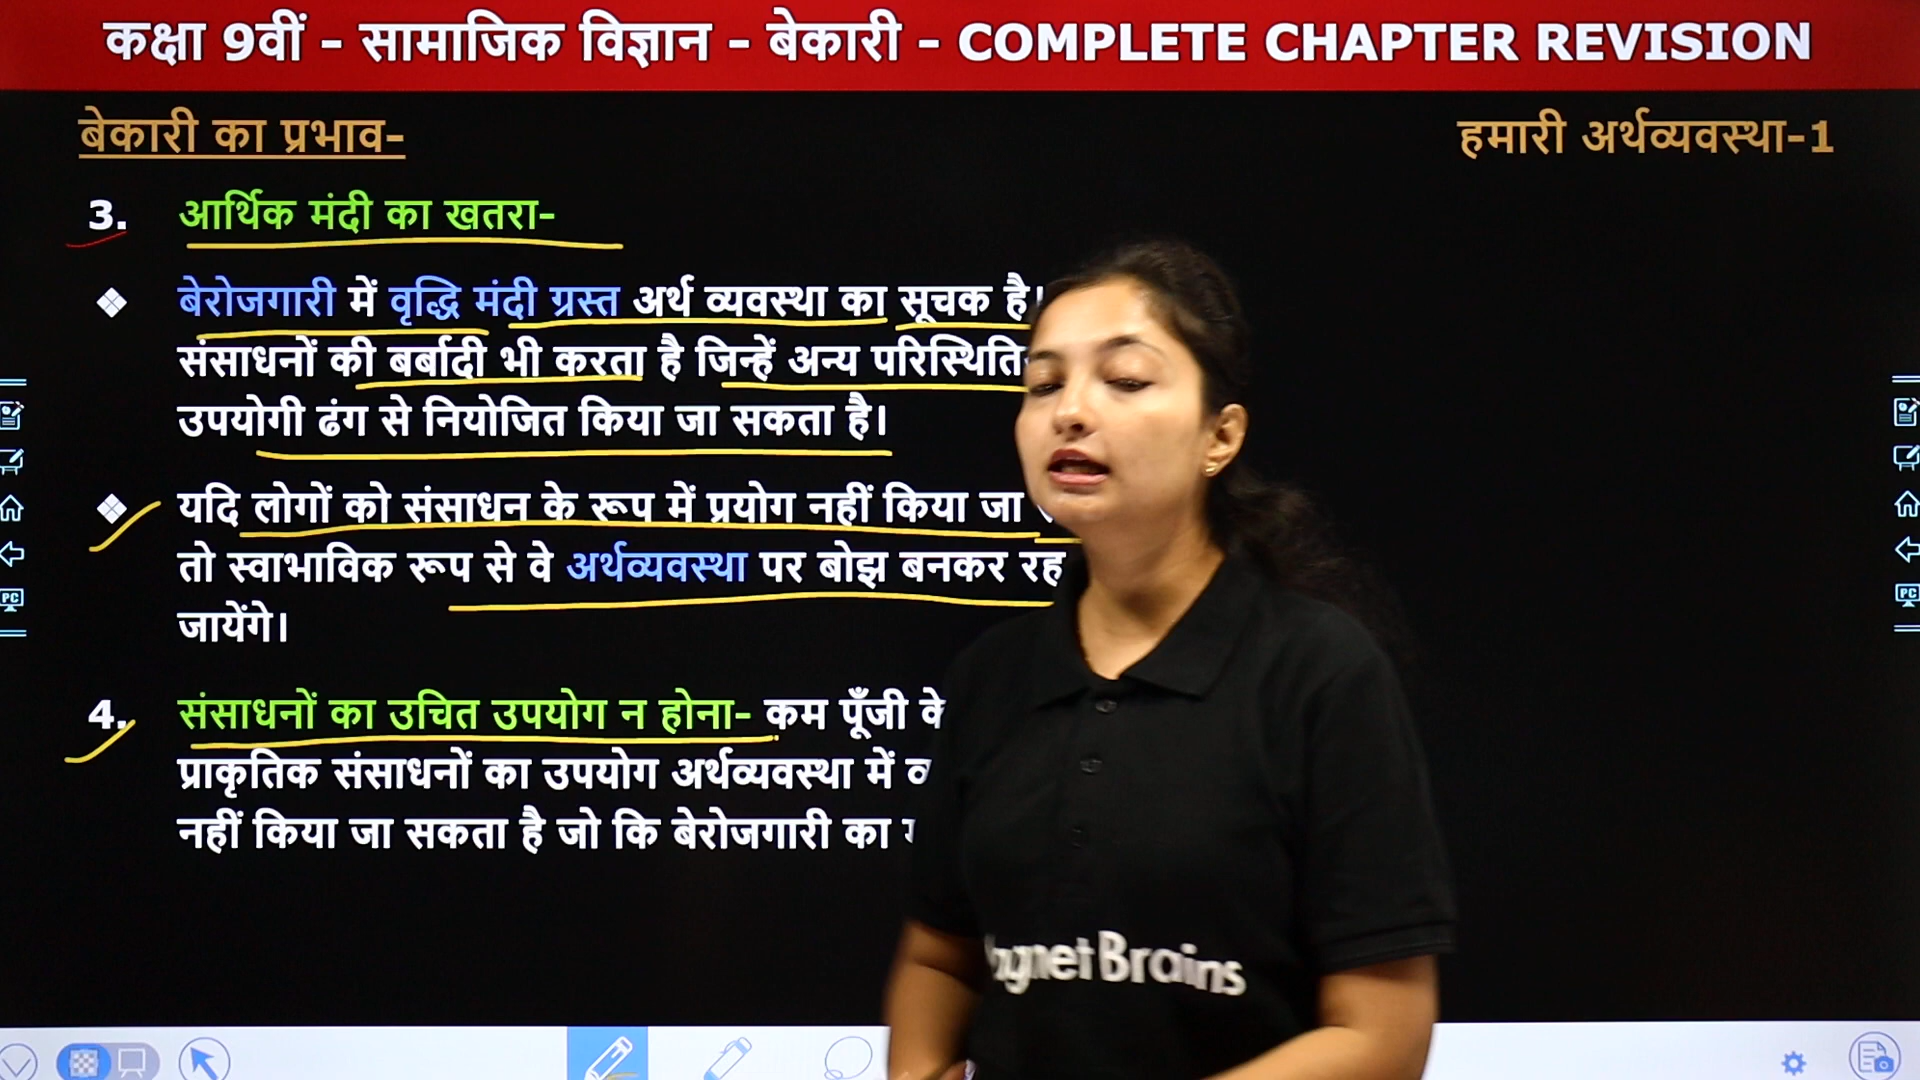 कक्षा 9वीं - सामाजिक विज्ञान - बेकारी - COMPLETE CHAPTER REVISION
बेकारी का प्रभाव-
हमारी अर्थव्यवस्था-1
3. आर्थिक मंदी का खतरा-
❖ बेरोजगारी में वृद्धि मंदी ग्रस्त अर्थ व्यवस्था का सूचक है।
संसाधनों की बर्बादी भी करता है जिन्हें अन्य
उपयोगी ढंग से नियोजित किया जा सकता है।
❖ यदि लोगों को संसाधन के रूप में प्रयोग नहीं किया जा
तो स्वाभाविक रूप से वे अर्थव्यवस्था पर बोझ बनकर रह
जायेंगे।
4. संसाधनों का उचित उपयोग न होना- कम पूँजी के
प्राकृतिक संसाधनों का उपयोग अर्थव्यवस्था में
नहीं किया जा सकता है जो कि बेरोजगारी का
Brains
PC
PC